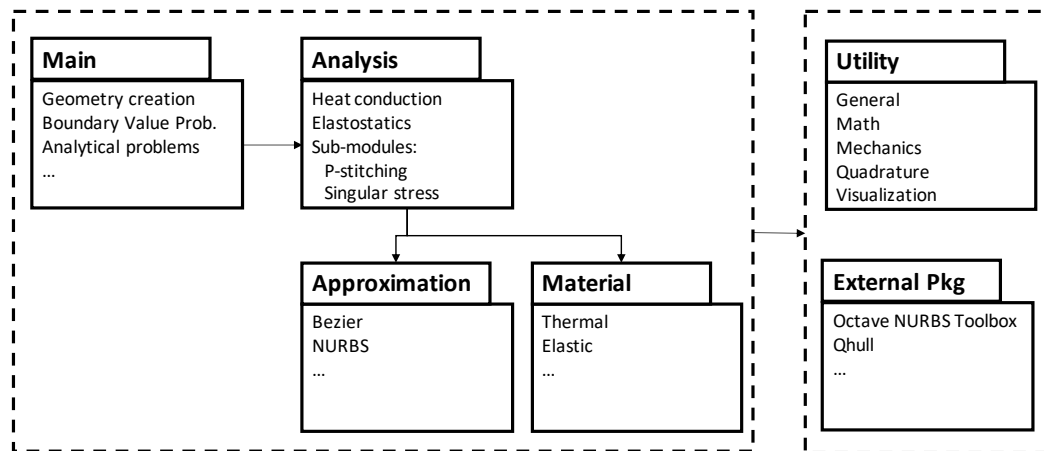 Main
Geometry creation
Boundary Value Prob.
Analytical problems
…
Analysis
Heat conduction
Elastostatics
Sub-modules:
P-stitching
Singular stress
Approximation
Bezier
NURBS
…
Material
Thermal
Elastic
…
Utility
General
Math
Mechanics
Quadrature
Visualization
External Pkg
Octave NURBS Toolbox
Qhull
…